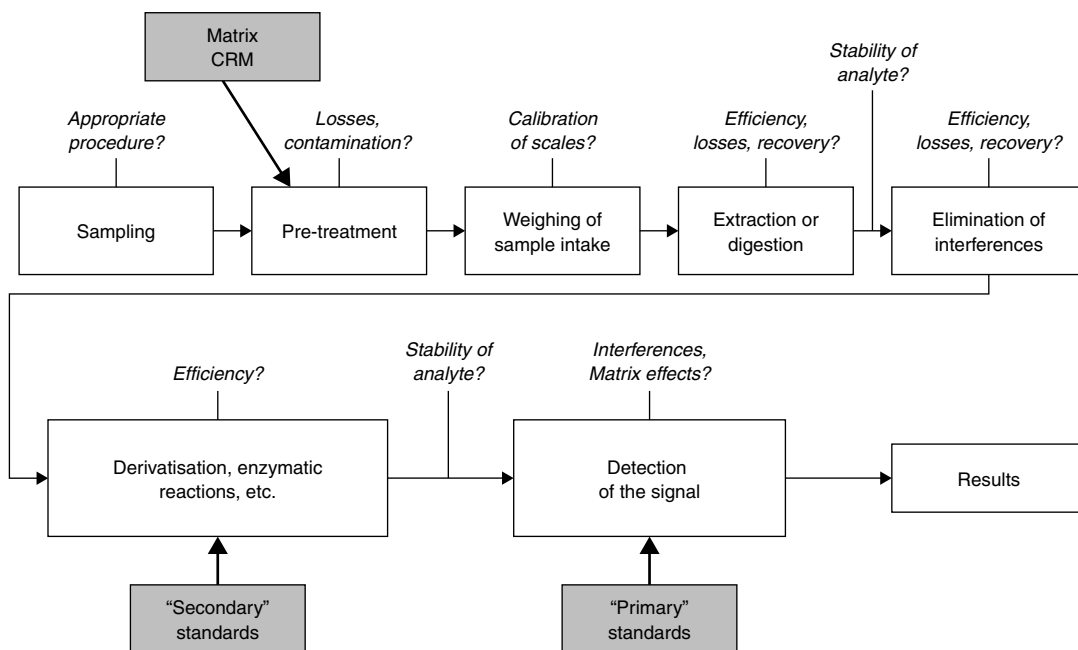 Matrix
CRM
Stability of
analyte?
Appropriate
procedure?
Losses,
contamination?
Calibration
of scales?
Efficiency,
losses, recovery?
Efficiency,
losses, recovery?
Sampling
Pre-treatment
Weighing of
sample intake
Extraction or
digestion
Elimination of
interferences
Efficiency?
Stability of
analyte?
Interferences,
Matrix effects?
Derivatisation, enzymatic
reactions, etc.
Detection
of the signal
Results
“Secondary”
standards
“Primary”
standards